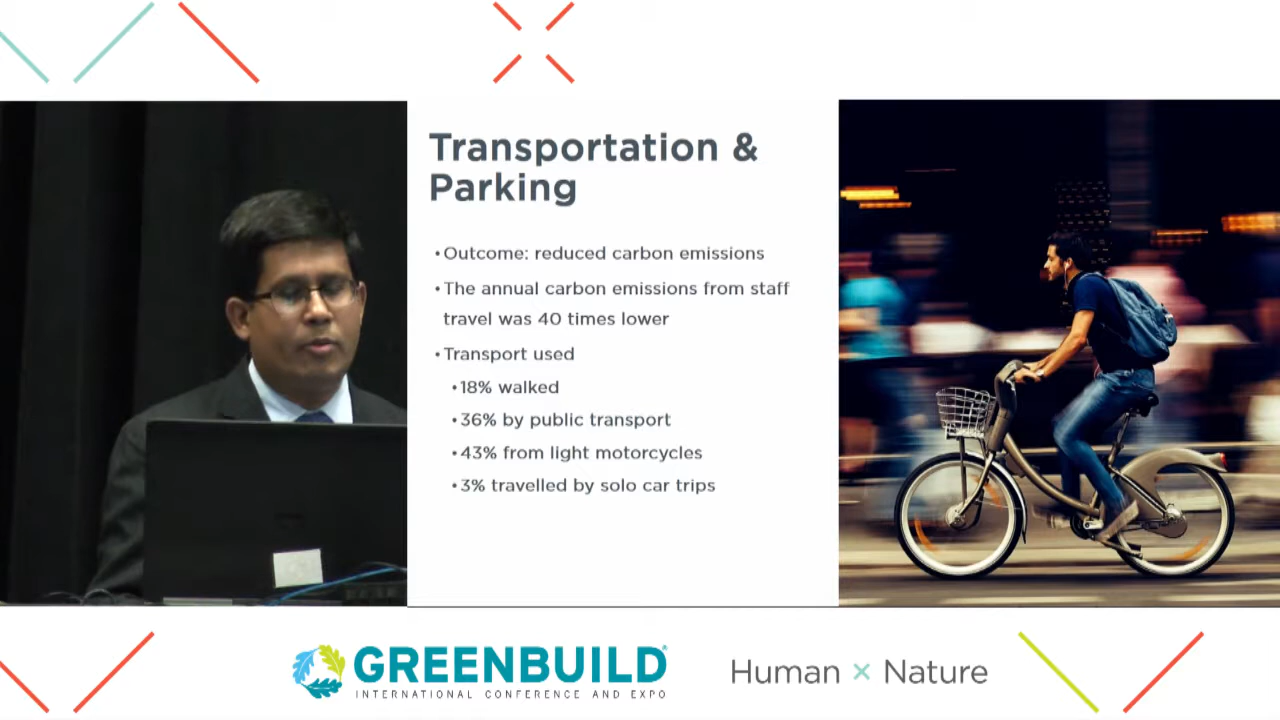 Transportation &
Parking
•Outcome: reduced carbon emissions
•The annual carbon emissions from staff
travel was 40 times lower
•Transport used
•18% walked
•36% by public transport
•43% from light motorcycles
•3% travelled by solo car trips
GREENBUILD®
INTERNATIONAL CONFERENCE AND EXPO
Human × Nature